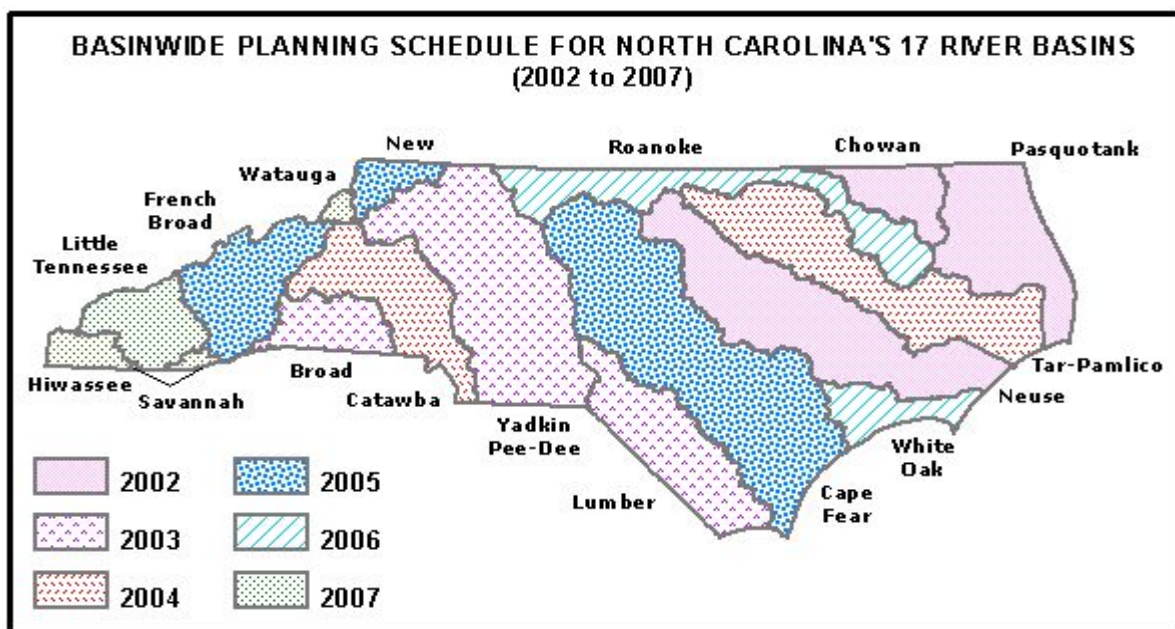 BASINWIDE PLANNING SCHEDULE FOR NORTH CAROLINA'S 17 RIVER BASINS
(2002 to 2007)
New
Roanoke
Chowan
Pasquotank
Watauga
French
Broad
Little
Tennessee
Hiwassee
Savannah
Broad
Catawba
Yadkin
Pee-Dee
Lumber
Cape
Fear
White
Oak
Neuse
Tar-Pamlico
2002
2003
2004
2005
2006
2007